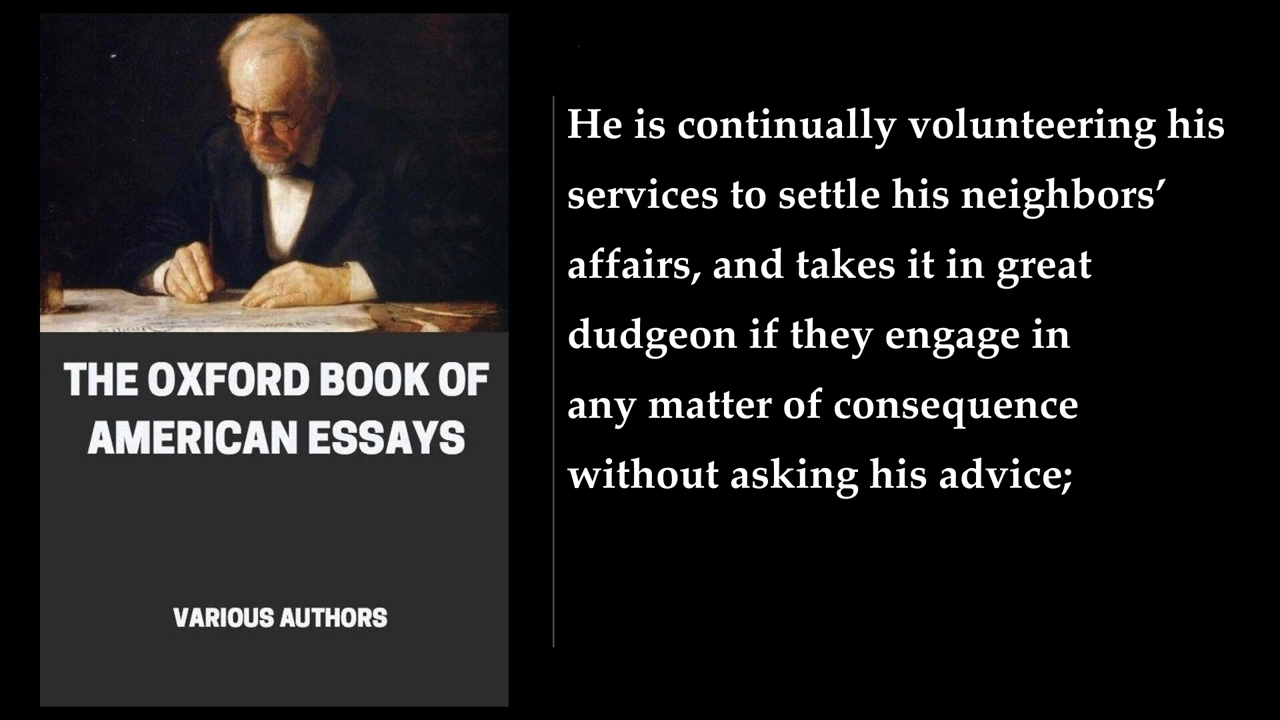 THE OXFORD BOOK OF
AMERICAN ESSAYS
VARIOUS AUTHORS
He is continually volunteering his
services to settle his neighbors’
affairs, and takes it in great
dudgeon if they engage in
any matter of consequence
without asking his advice;